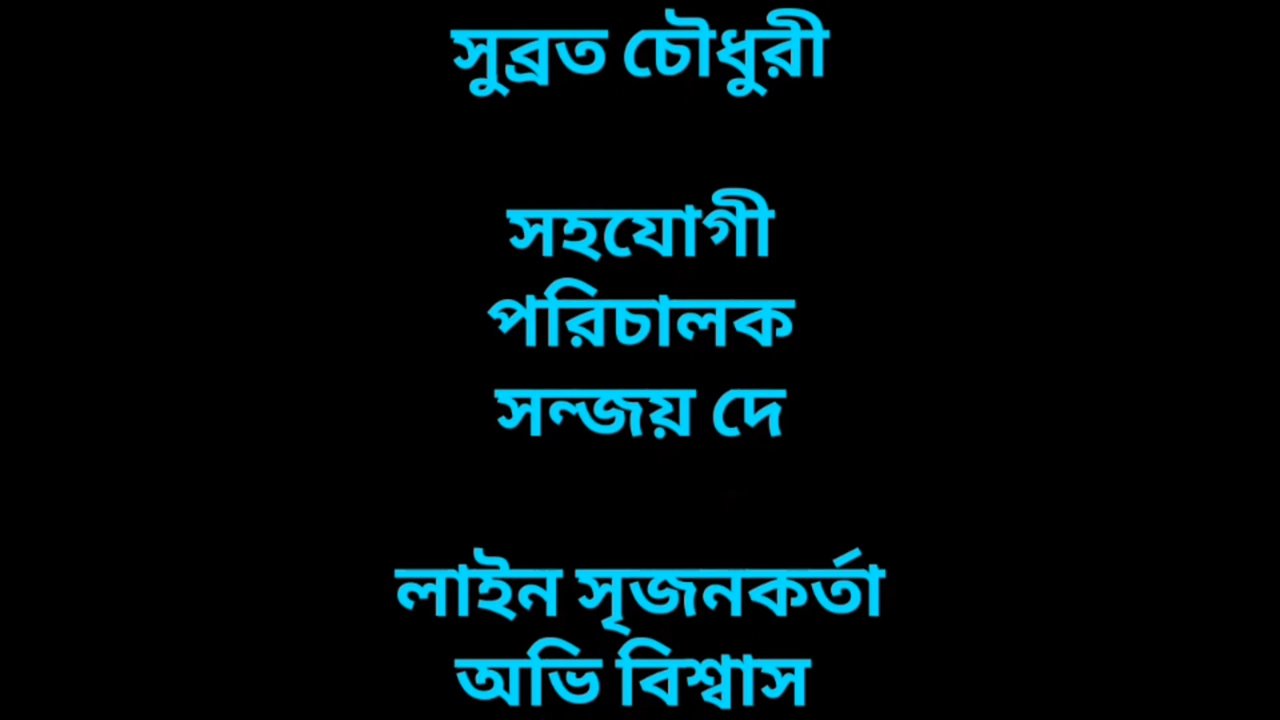 সুব্রত চৌধুরী
সহযোগী
পরিচালক
সন্জয় দে
লাইন সৃজনকর্তা
অভি বিশ্বাস